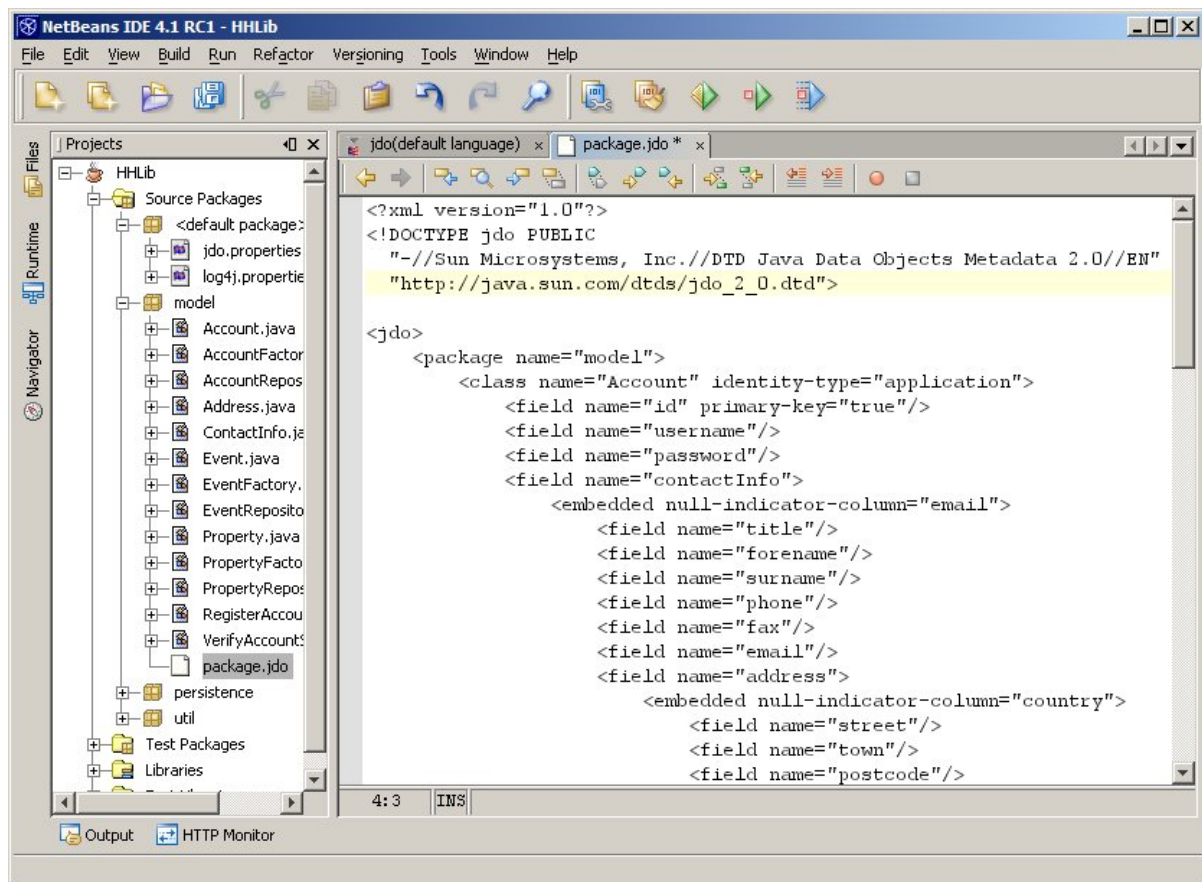 NetBeans IDE 4.1 RC1 - HHLib
File Edit View Build Run Refactor Versioning Tools Window Help
Files
Runtime
Navigator
Projects
HHLib
Source Packages
<default package>
jdo.properties
log4j.propertie
model
Account.java
AccountFactor
AccountRepos
Address.java
ContactInfo.ja
Event.java
EventFactory.
EventReposito
Property.java
PropertyFacto
PropertyRepos
RegisterAccou
VerifyAccountS
package.jdo
persistence
util
Test Packages
Libraries
jdo(default language)
package.jdo *
<?xml version="1.0"?>
<!DOCTYPE jdo PUBLIC
"-//Sun Microsystems, Inc.//DTD Java Data Objects Metadata 2.0//EN"
"http://java.sun.com/dtds/jdo_2_0.dtd">
<jdo>
<package name="model">
<class name="Account" identity-type="application">
<field name="id" primary-key="true"/>
<field name="username"/>
<field name="password"/>
<field name="contactInfo">
<embedded null-indicator-column="email">
<field name="title"/>
<field name="forename"/>
<field name="surname"/>
<field name="phone"/>
<field name="fax"/>
<field name="email"/>
<field name="address">
<embedded null-indicator-column="country">
<field name="street"/>
<field name="town"/>
<field name="postcode"/>
4:3 INS
Output HTTP Monitor